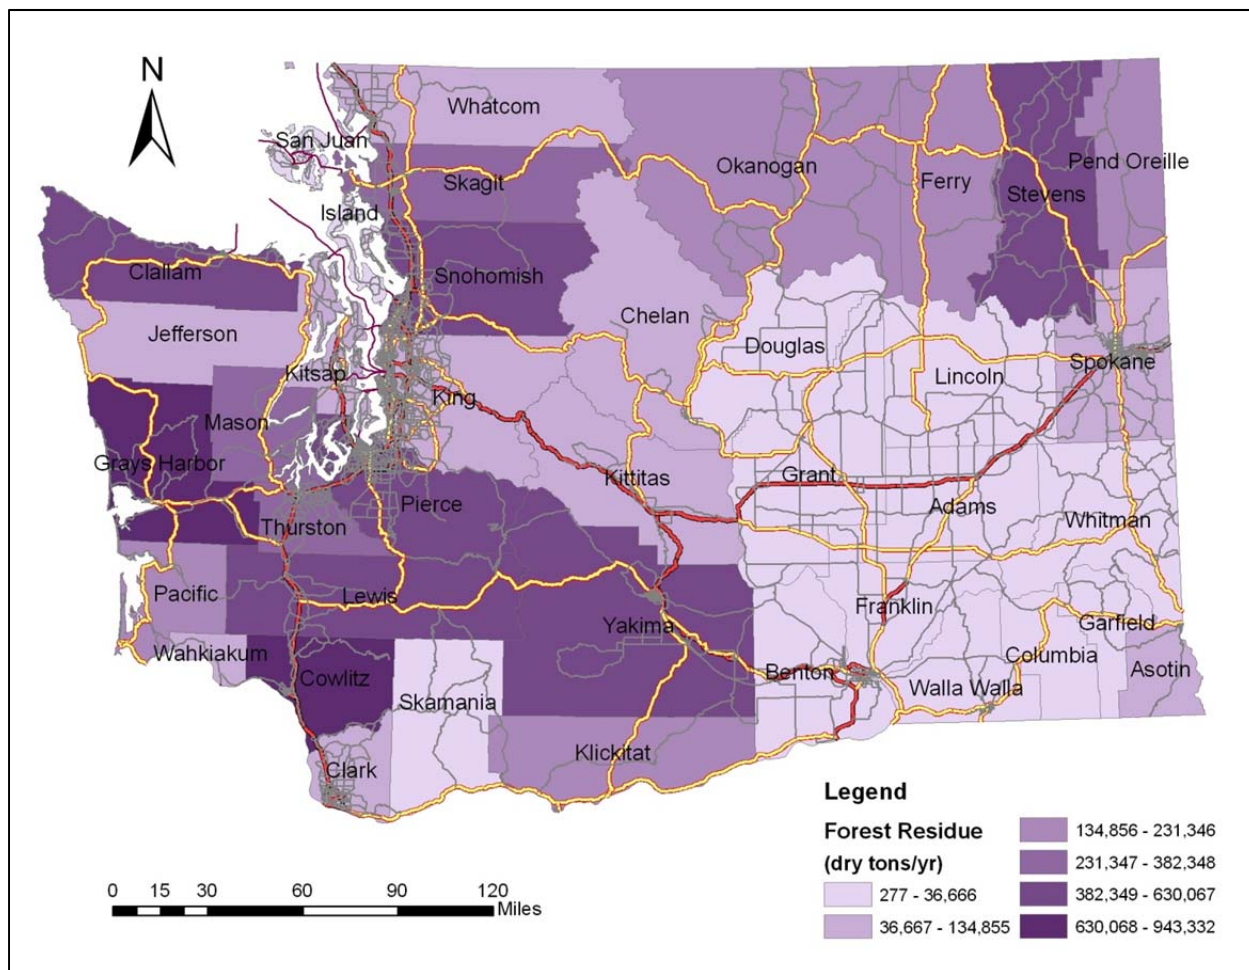 N
Whatcom
San Juan
Okanogan
Pend Oreille
Skagit
Ferry
Stevens
Island
Clallam
Snohomish
Chelan
Jefferson
Douglas
Spokane
Kitsap
Lincoln
King
Mason
Grays Harbor
Kittitas
Grant
Pierce
Adams
Thurston
Whitman
Pacific
Lewis
Franklin
Yakima
Garfield
Wahkiakum
Columbia
Cowlitz
Benton
Asotin
Skamania
Walla Walla
Klickitat
Clark
Legend
Forest Residue
(dry tons/yr)
277 - 36,666
36,667 - 134,855
134,856 - 231,346
231,347 - 382,348
382,349 - 630,067
630,068 - 943,332
0 15 30 60 90 120
Miles